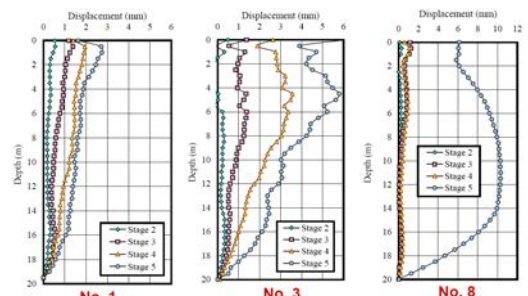 Displacement (mm)
0 1 2 3 4 5 6
Depth (m)
0
2
4
6
8
10
12
14
16
18
20
Stage 2
Stage 3
Stage 4
Stage 5
No. 1
Displacement (mm)
0 1 2 3 4 5 6
Depth (m)
0
2
4
6
8
10
12
14
16
18
20
Stage 2
Stage 3
Stage 4
Stage 5
No. 3
Displacement (mm)
0 2 4 6 8 10 12
Depth (m)
0
2
4
6
8
10
12
14
16
18
20
Stage 2
Stage 3
Stage 4
Stage 5
No. 8